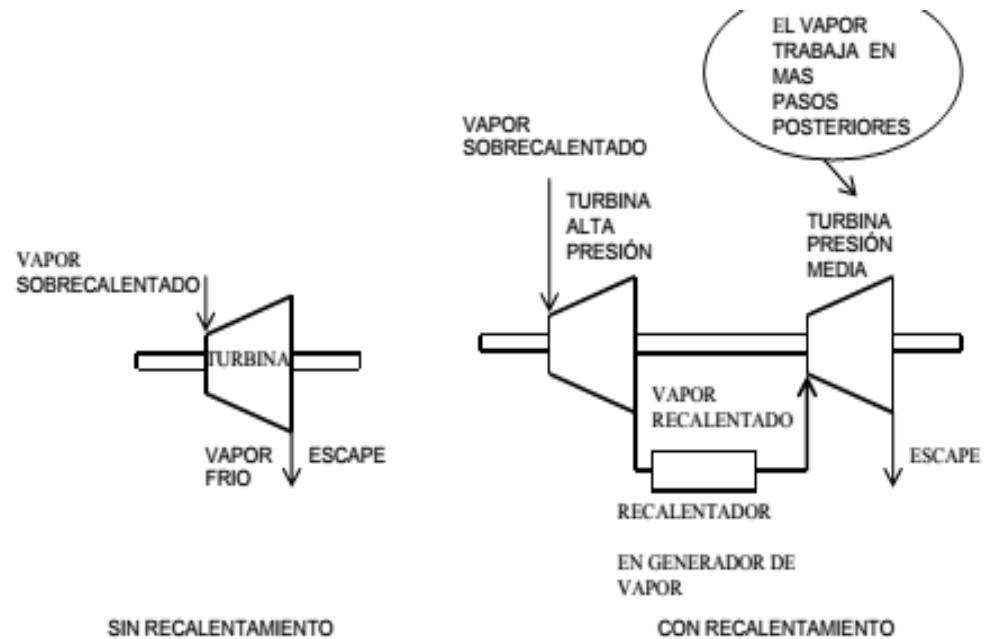 VAPOR
SOBRECALENTADO
TURBINA
VAPOR
FRIO
ESCAPE
SIN RECALENTAMIENTO
EL VAPOR
TRABAJA EN
MAS
PASOS
POSTERIORES
VAPOR
SOBRECALENTADO
TURBINA
ALTA
PRESIÓN
TURBINA
PRESIÓN
MEDIA
VAPOR
RECALENTADO
ESCAPE
RECALENTADOR
EN GENERADOR DE
VAPOR
CON RECALENTAMIENTO